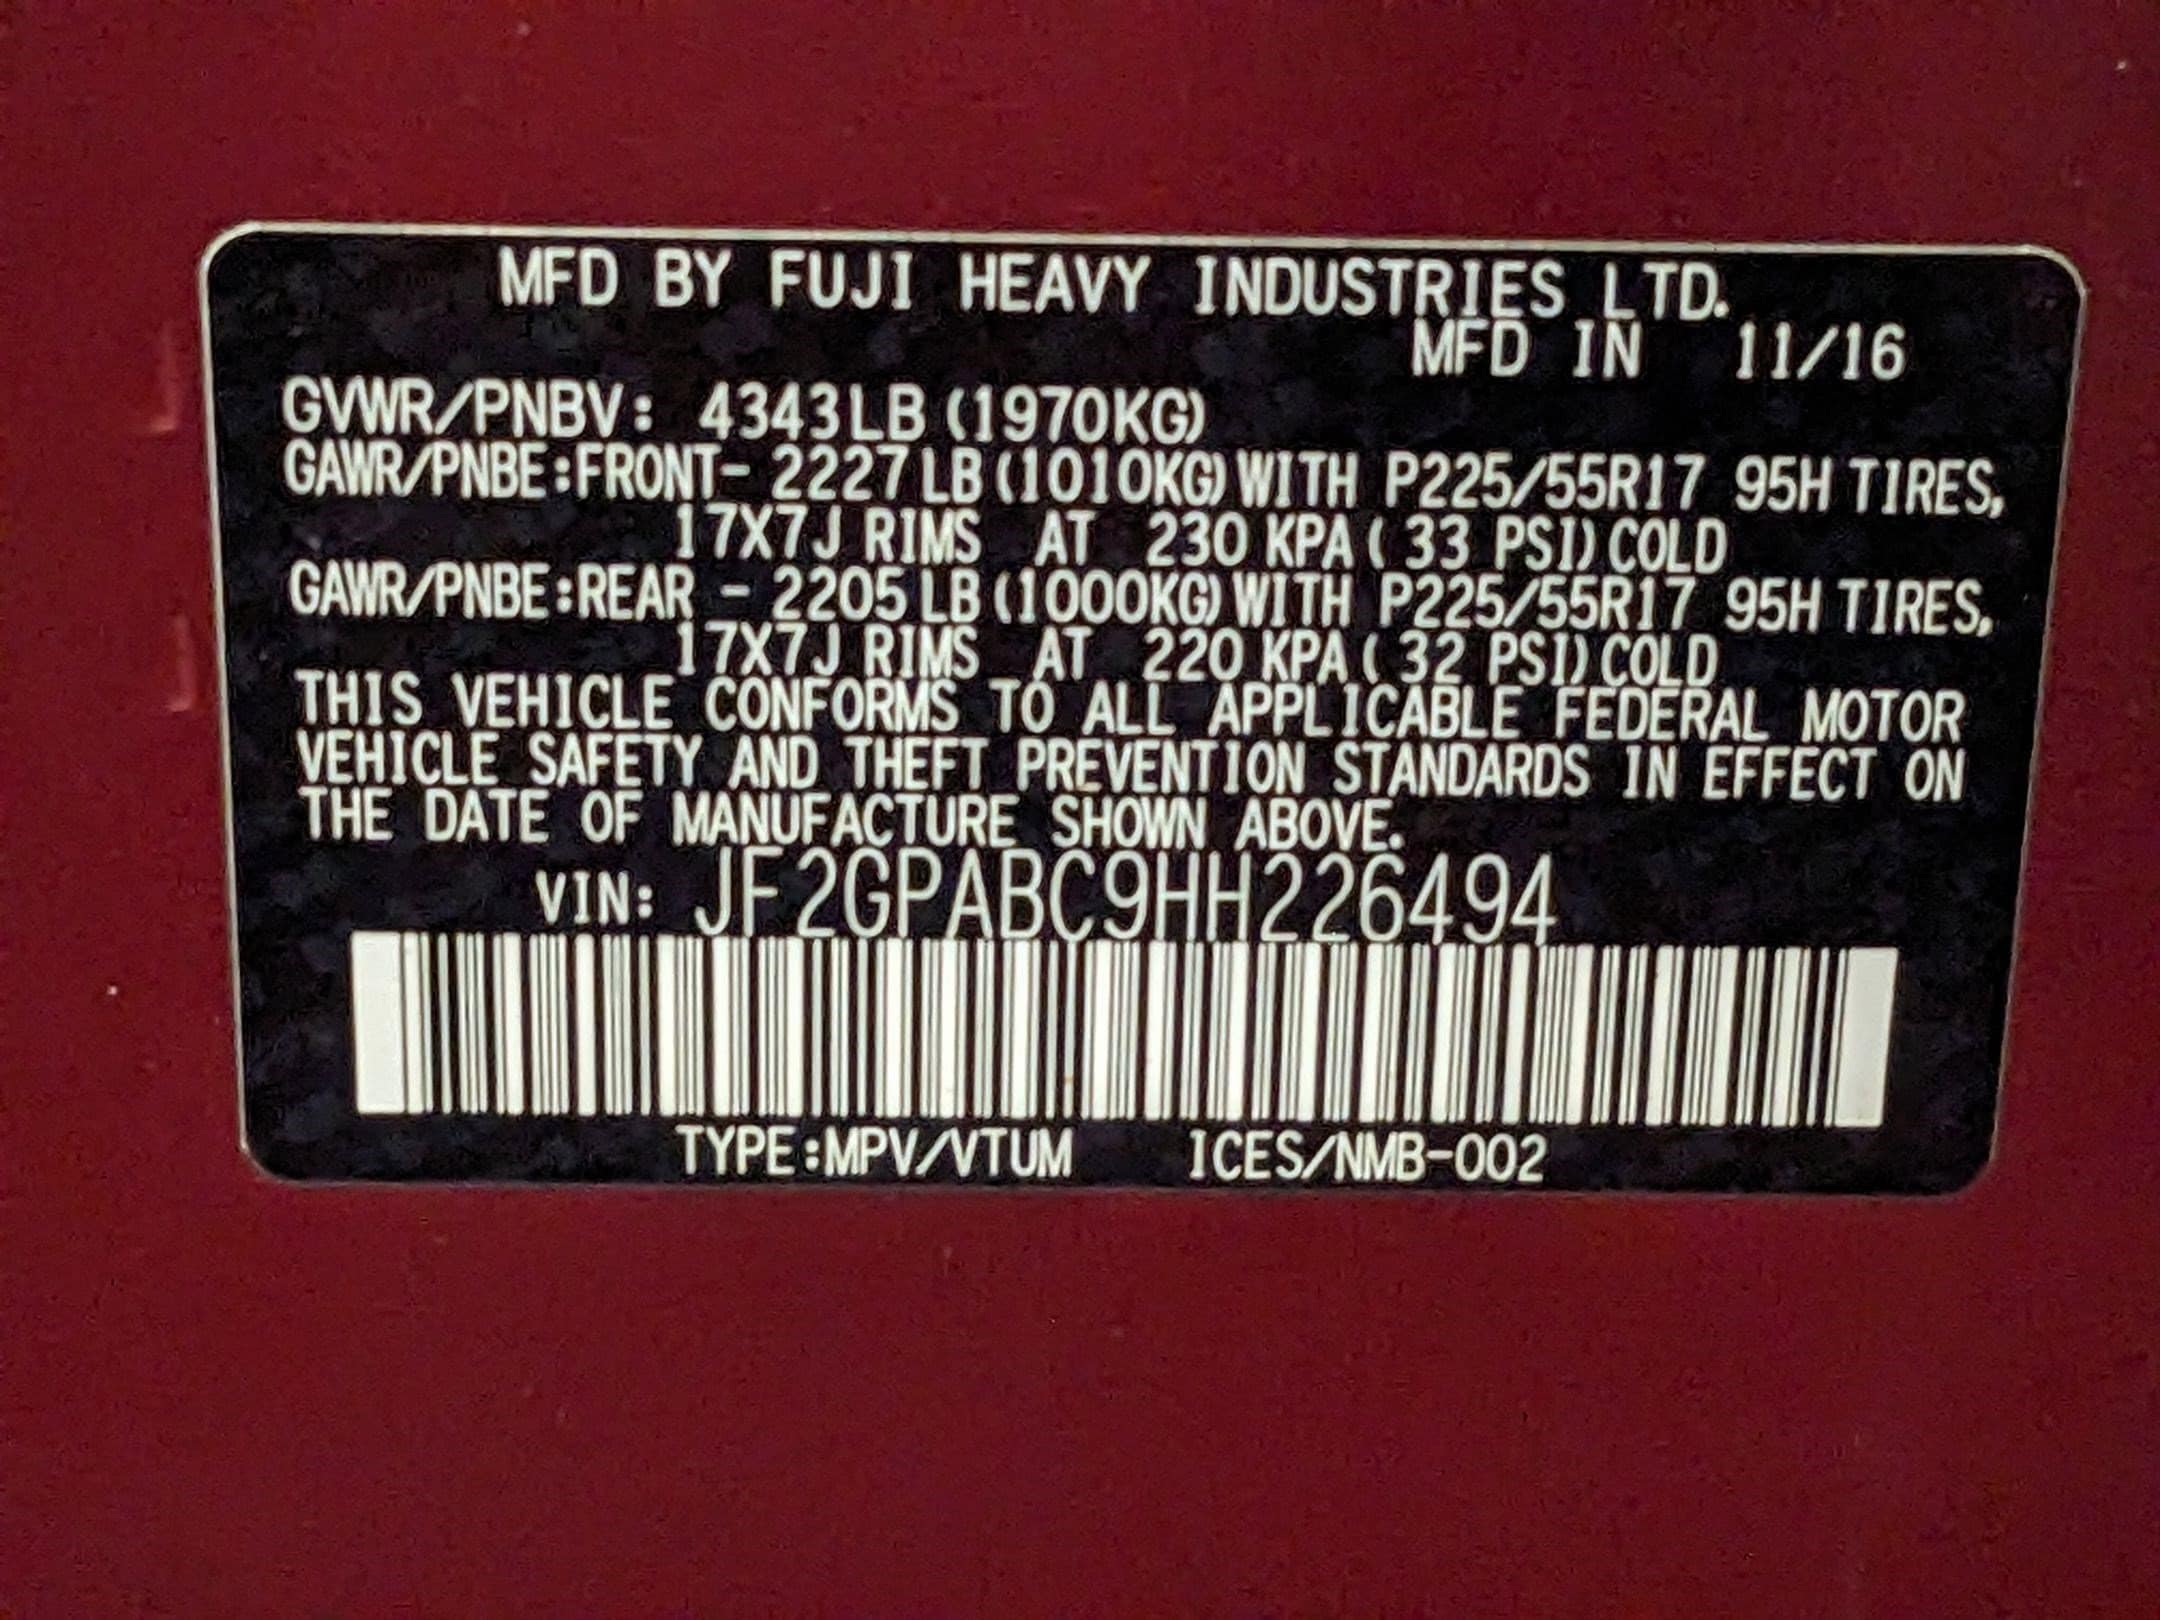 MFD BY FUJI HEAVY INDUSTRIES LTD.
MFD IN 11/16
GVWR/PNBV: 4343LB (1970KG)
GAWR/PNBE:FRONT- 2227LB (1010KG) WITH P225/55R17 95H TIRES,
17X7J RIMS AT 230 KPA ( 33 PSI) COLD
GAWR/PNBE:REAR - 2205LB (1000KG) WITH P225/55R17 95H TIRES,
17X7J RIMS AT 220 KPA ( 32 PSI) COLD
THIS VEHICLE CONFORMS TO ALL APPLICABLE FEDERAL MOTOR
VEHICLE SAFETY AND THEFT PREVENTION STANDARDS IN EFFECT ON
THE DATE OF MANUFACTURE SHOWN ABOVE.
VIN: JF2GPABC9HH226494
TYPE:MPV/VTUM ICES/NMB-002